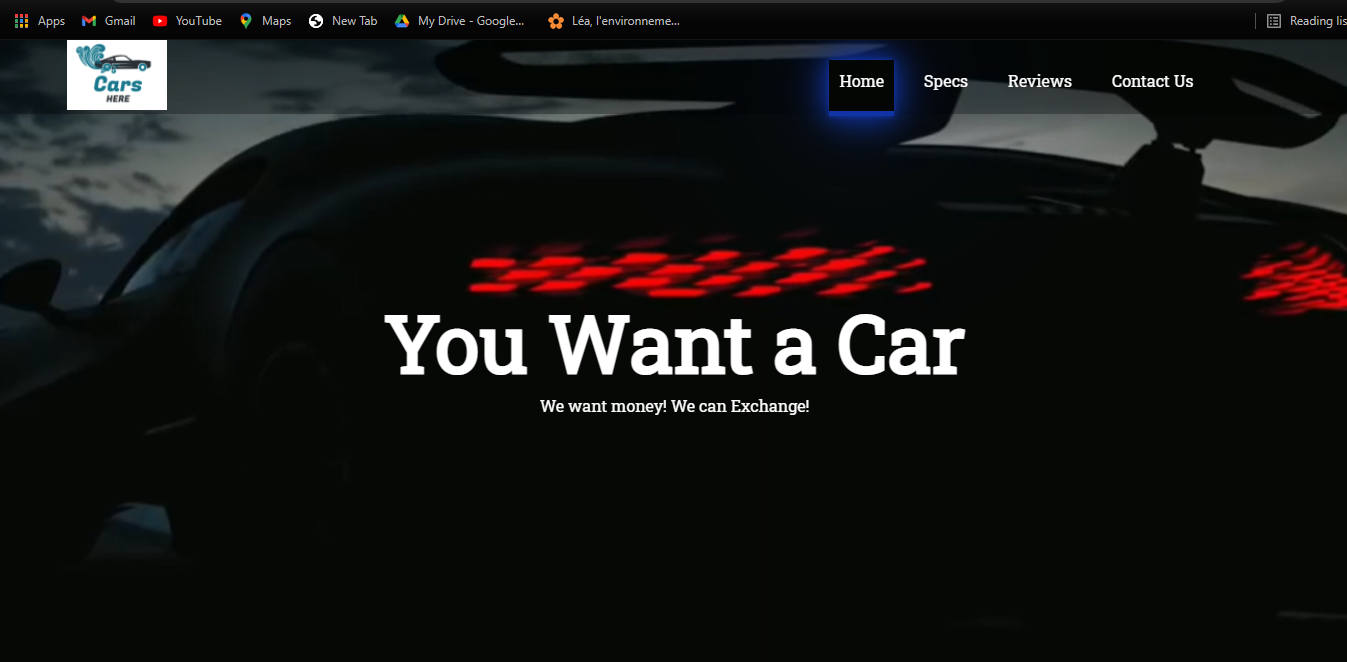 Apps Gmail YouTube Maps New Tab My Drive - Google... Léa, l'environneme... Reading lis
Cars
HERE
Home Specs Reviews Contact Us
You Want a Car
We want money! We can Exchange!